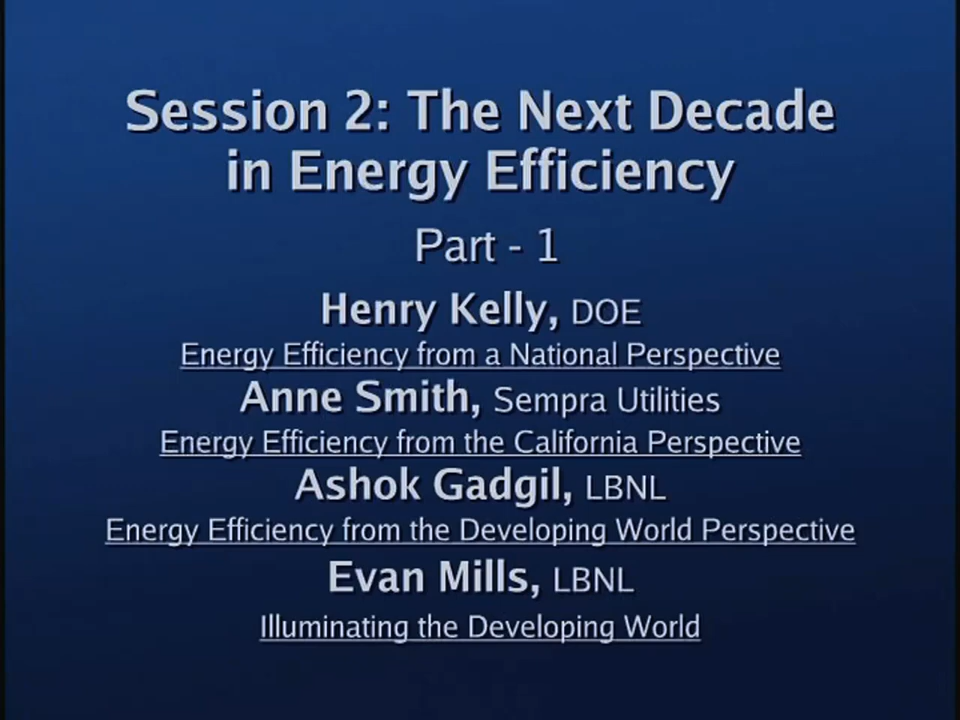 Session 2: The Next Decade
in Energy Efficiency
Part - 1
Henry Kelly, DOE
Energy Efficiency from a National Perspective
Anne Smith, Sempra Utilities
Energy Efficiency from the California Perspective
Ashok Gadgil, LBNL
Energy Efficiency from the Developing World Perspective
Evan Mills, LBNL
Illuminating the Developing World